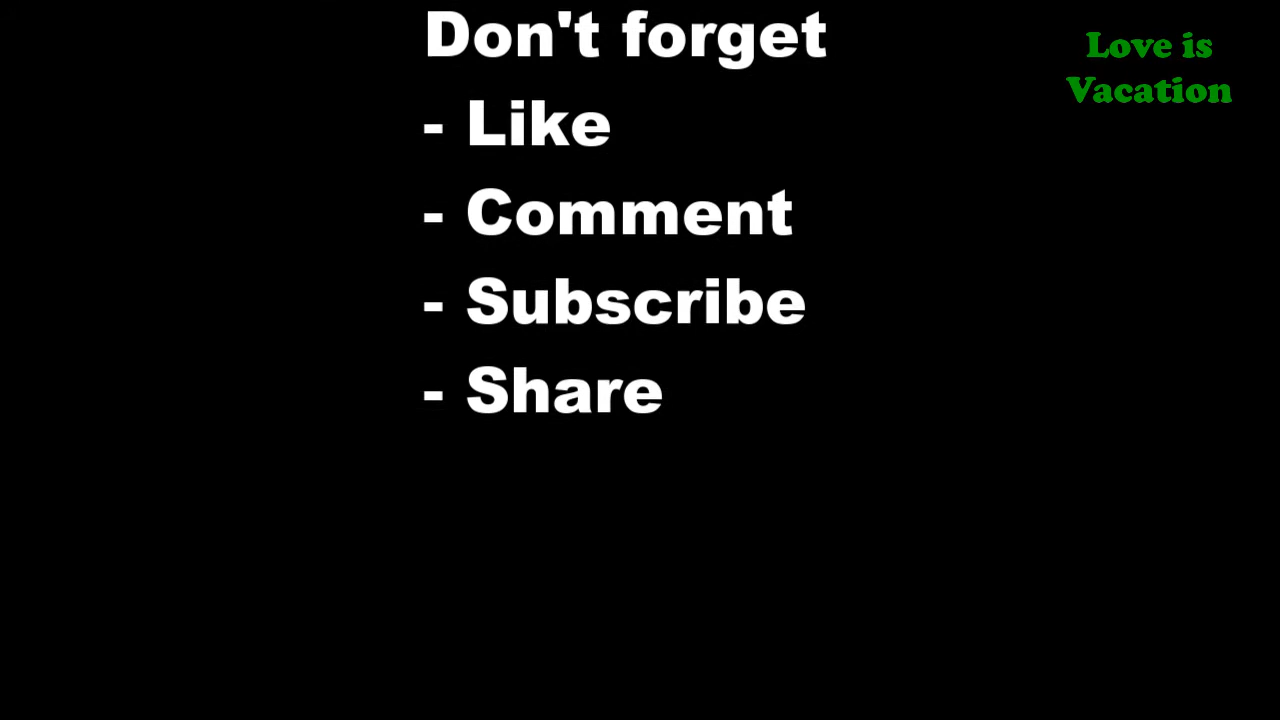 Don't forget
- Like
- Comment
- Subscribe
- Share
Love is
Vacation